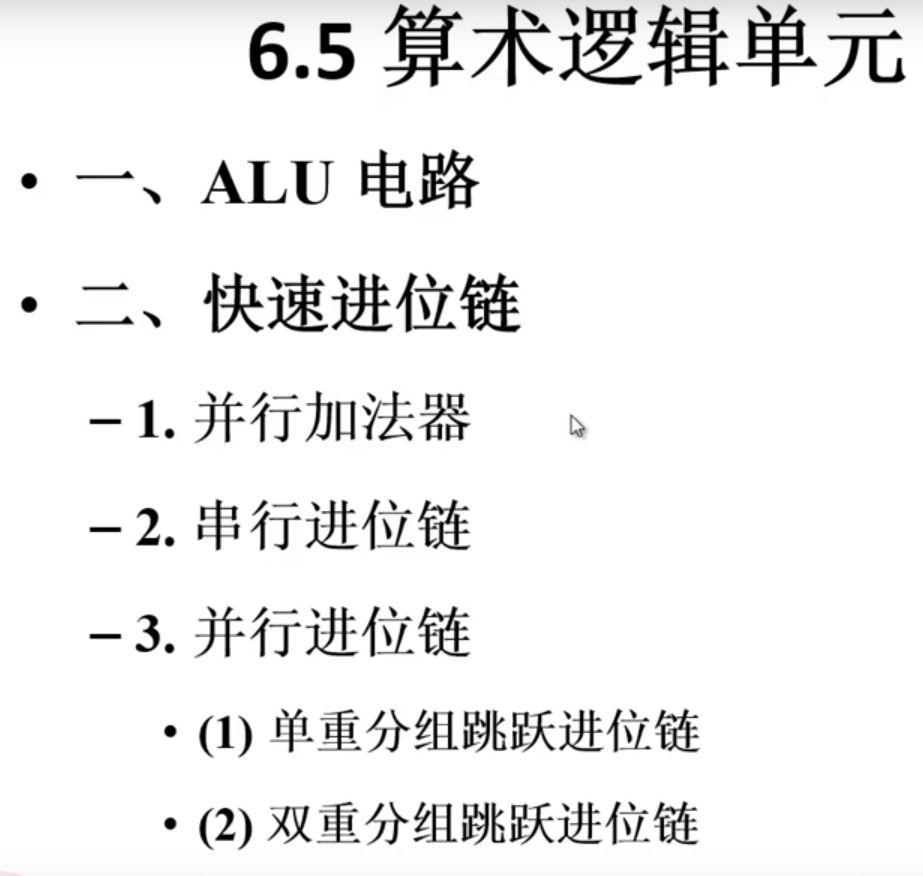 6.5 算术逻辑单元
• 一、ALU 电路
• 二、快速进位链
– 1. 并行加法器
– 2. 串行进位链
– 3. 并行进位链
• (1) 单重分组跳跃进位链
• (2) 双重分组跳跃进位链